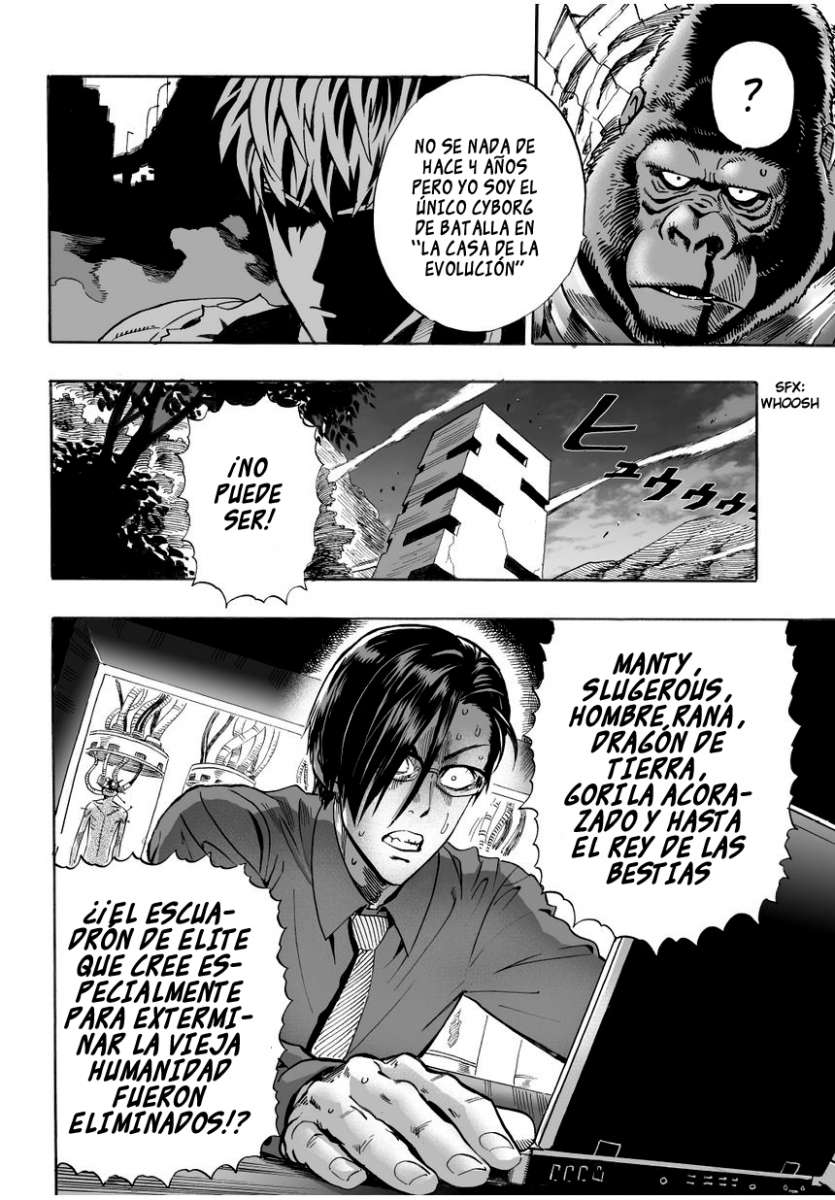 ?
NO SE NADA DE
HACE 4 AÑOS
PERO YO SOY EL
ÚNICO CYBORG
DE BATALLA EN
"LA CASA DE LA
EVOLUCIÓN"
SFX:
WHOOSH
ヒュウゥゥゥ
¡NO
PUEDE
SER!
MANTY,
SLUGEROUS,
HOMBRE RANA,
DRAGÓN DE
TIERRA,
GORILA ACORA-
ZADO Y HASTA
EL REY DE LAS
BESTIAS
¿¡EL ESCUA-
DRÓN DE ELITE
QUE CREE ES-
PECIALMENTE
PARA EXTERMI-
NAR LA VIEJA
HUMANIDAD
FUERON
ELIMINADOS!?